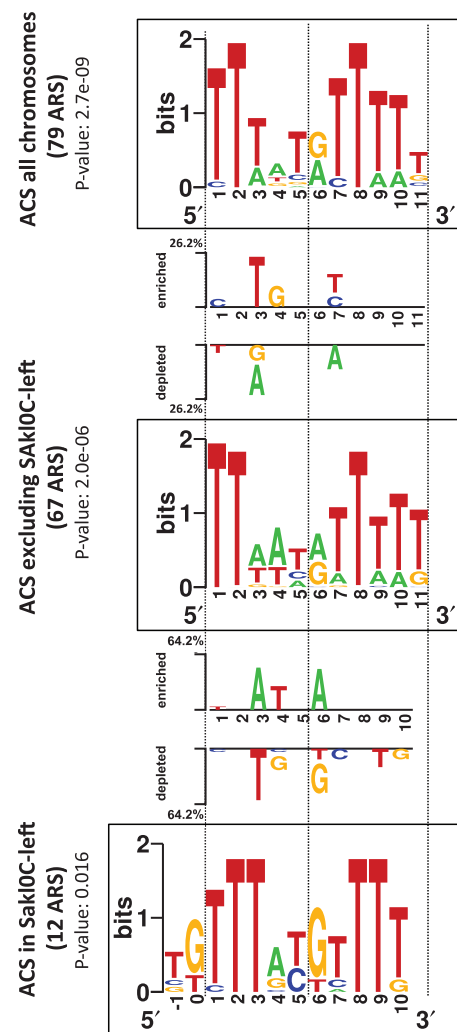 ACS all chromosomes
(79 ARS)
P-value: 2.7e-09
bits
2
1
0
1 2 3 4 5 6 7 8 9 10 11
5′ 3′
26.2%
enriched
C T G T C
1 2 3 4 5 6 7 8 9 10 11
depleted
T G A A
26.2%
ACS excluding SAkl0C-left
(67 ARS)
P-value: 2.0e-06
bits
2
1
0
1 2 3 4 5 6 7 8 9 10 11
5′ 3′
64.2%
enriched
A T A
1 2 3 4 5 6 7 8 9 10
depleted
T G T G C T G
64.2%
ACS in Sakl0C-left
(12 ARS)
P-value: 0.016
bits
2
1
0
-1 0 1 2 3 4 5 6 7 8 9 10
5′ 3′